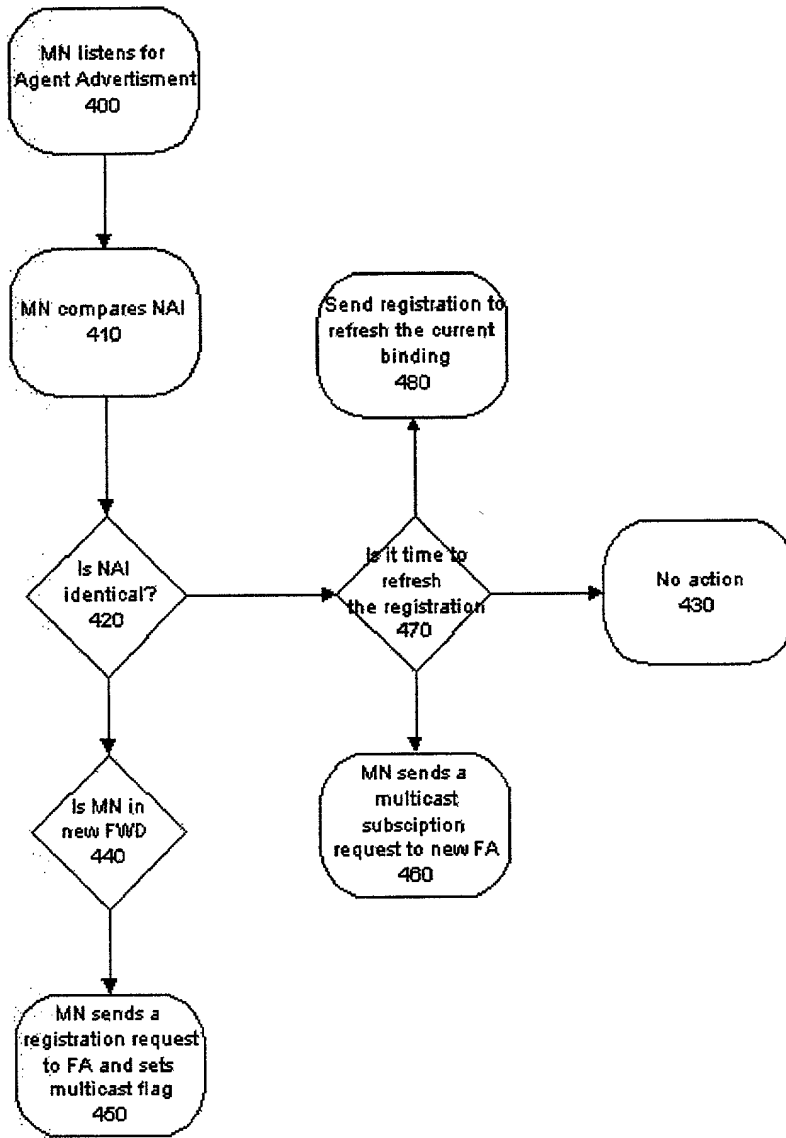 MN listens for
Agent Advertisment
400
MN compares NAI
410
Send registration to
refresh the current
binding
480
Is NAI
identical?
420
Is it time to
refresh
the registration
470
No action
430
Is MN in
new FWD
440
MN sends a
multicast
subsciption
request to new FA
460
MN sends a
registration request
to FA and sets
multicast flag
450